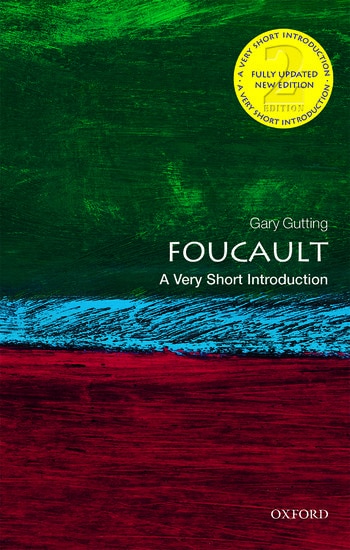 A VERY SHORT INTRODUCTION
2
FULLY UPDATED
NEW EDITION
EDITION
A VERY SHORT INTRODUCTION
Gary Gutting
FOUCAULT
A Very Short Introduction
OXFORD